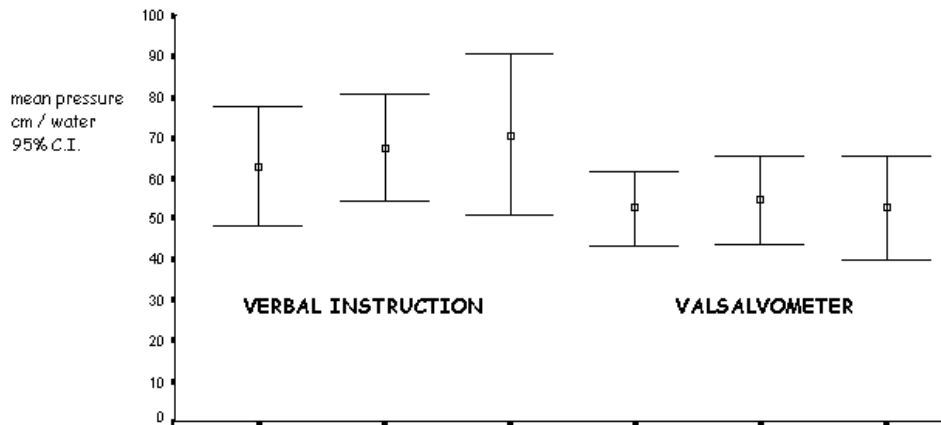 100
90
80
70
60
50
40
30
20
10
0
mean pressure
cm / water
95% C.I.
VERBAL INSTRUCTION
VALSALVOMETER